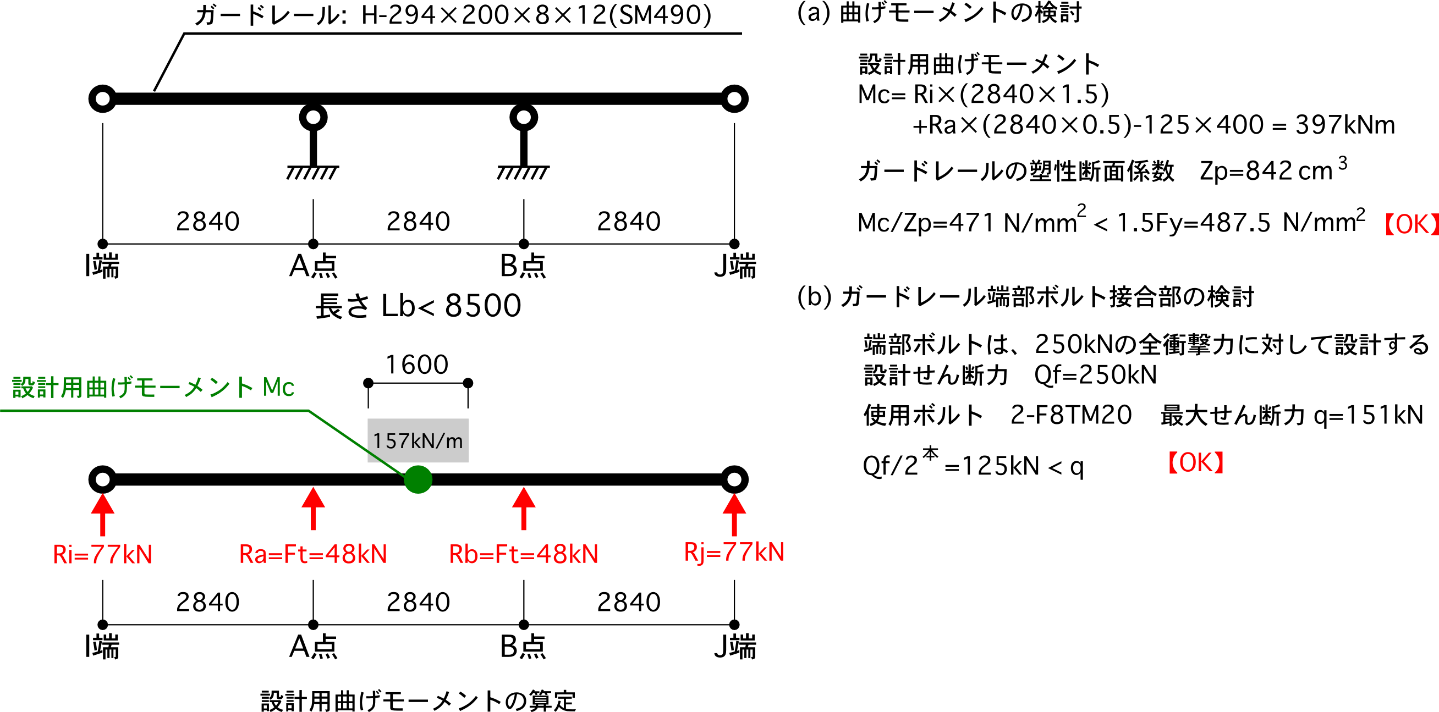 ガードレール: H-294×200×8×12(SM490)
2840 2840 2840
I端 A点 B点 J端
長さ Lb< 8500
1600
設計用曲げモーメント Mc
157kN/m
Ri=77kN Ra=Ft=48kN Rb=Ft=48kN Rj=77kN
2840 2840 2840
I端 A点 B点 J端
設計用曲げモーメントの算定
(a) 曲げモーメントの検討
設計用曲げモーメント
Mc= Ri×(2840×1.5)
+Ra×(2840×0.5)-125×400 = 397kNm
ガードレールの塑性断面係数 Zp=842 cm³
Mc/Zp=471 N/mm² < 1.5Fy=487.5 N/mm² 【OK】
(b) ガードレール端部ボルト接合部の検討
端部ボルトは、250kNの全衝撃力に対して設計する
設計せん断力 Qf=250kN
使用ボルト 2-F8TM20 最大せん断力 q=151kN
Qf/2本=125kN < q 【OK】